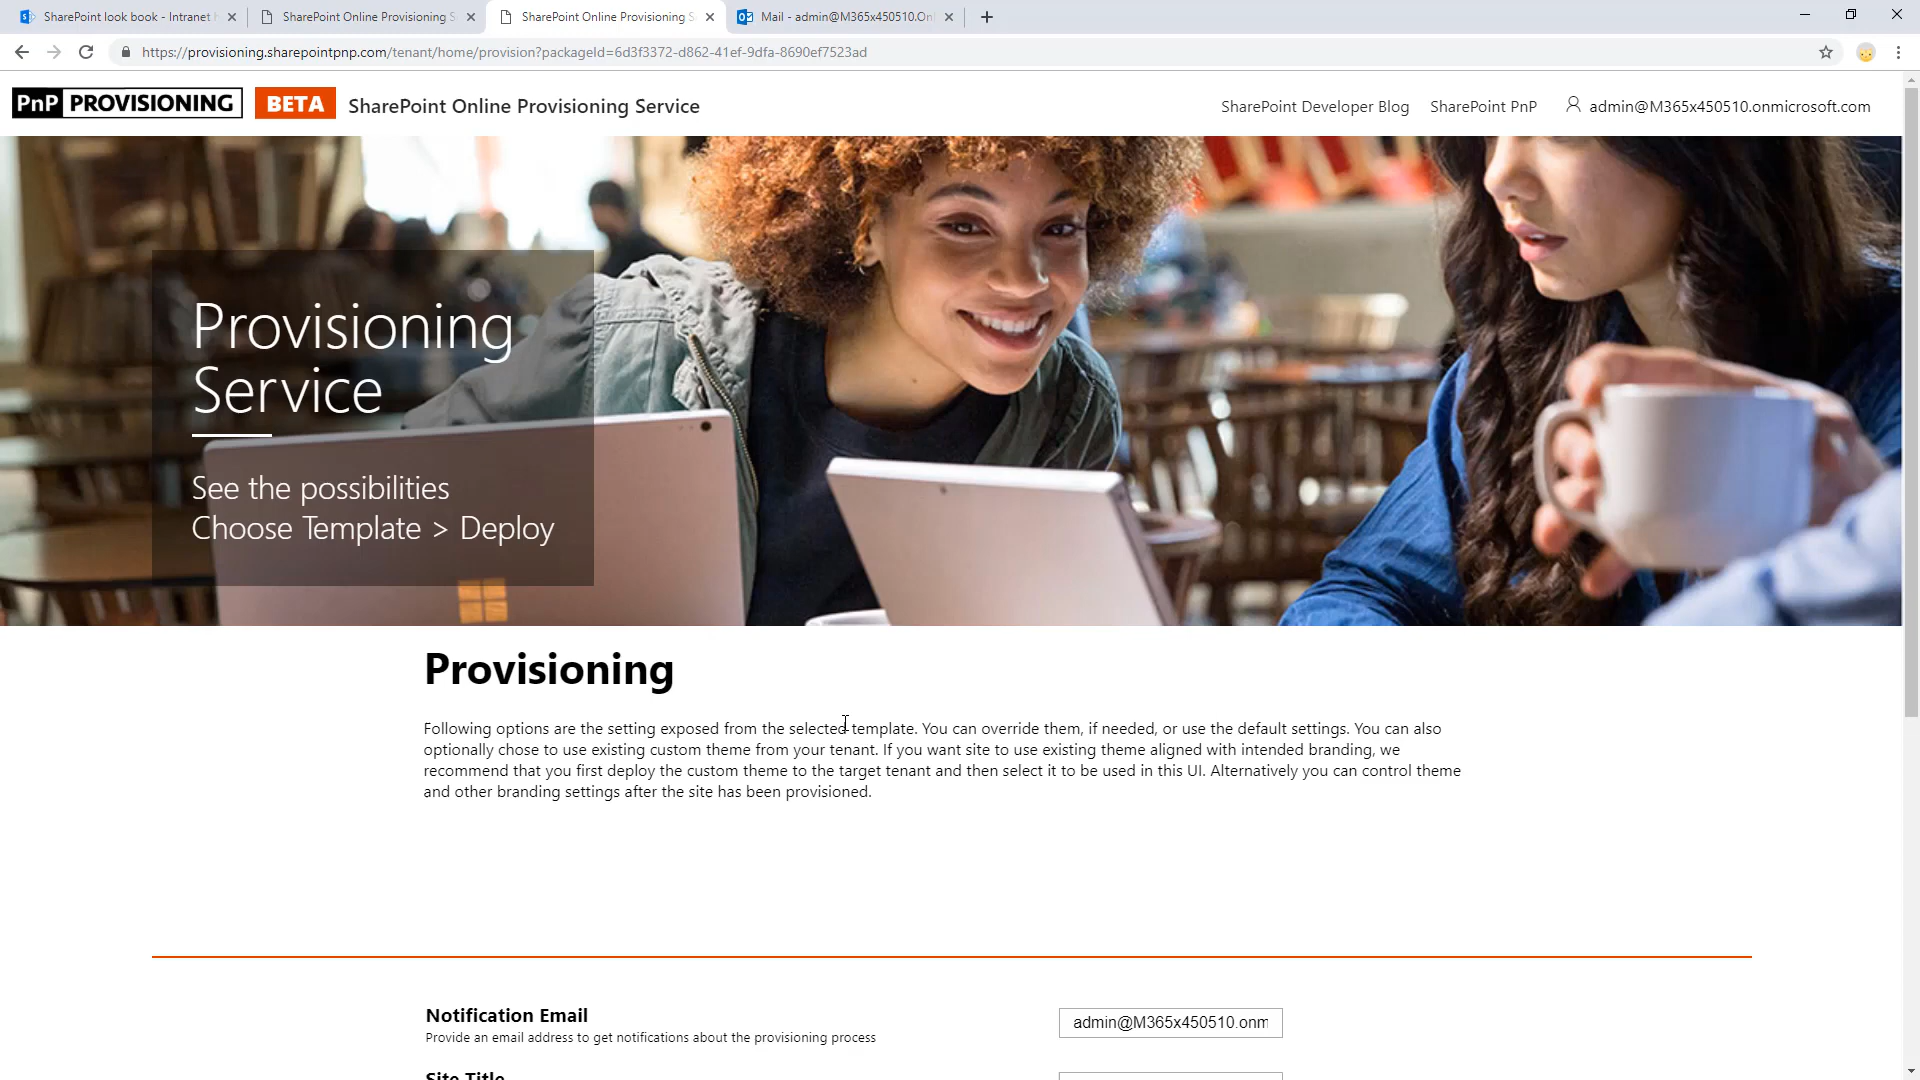 SharePoint look book - Intranet
SharePoint Online Provisioning S
SharePoint Online Provisioning S
Mail - admin@M365x450510.On
https://provisioning.sharepointpnp.com/tenant/home/provision?packageId=6d3f3372-d862-41ef-9dfa-8690ef7523ad
PnP PROVISIONING
BETA
SharePoint Online Provisioning Service
SharePoint Developer Blog
SharePoint PnP
admin@M365x450510.onmicrosoft.com
Provisioning
Service
See the possibilities
Choose Template > Deploy
Provisioning
Following options are the setting exposed from the selected template. You can override them, if needed, or use the default settings. You can also
optionally chose to use existing custom theme from your tenant. If you want site to use existing theme aligned with intended branding, we
recommend that you first deploy the custom theme to the target tenant and then select it to be used in this UI. Alternatively you can control theme
and other branding settings after the site has been provisioned.
Notification Email
admin@M365x450510.onm
Provide an email address to get notifications about the provisioning process
Site Title